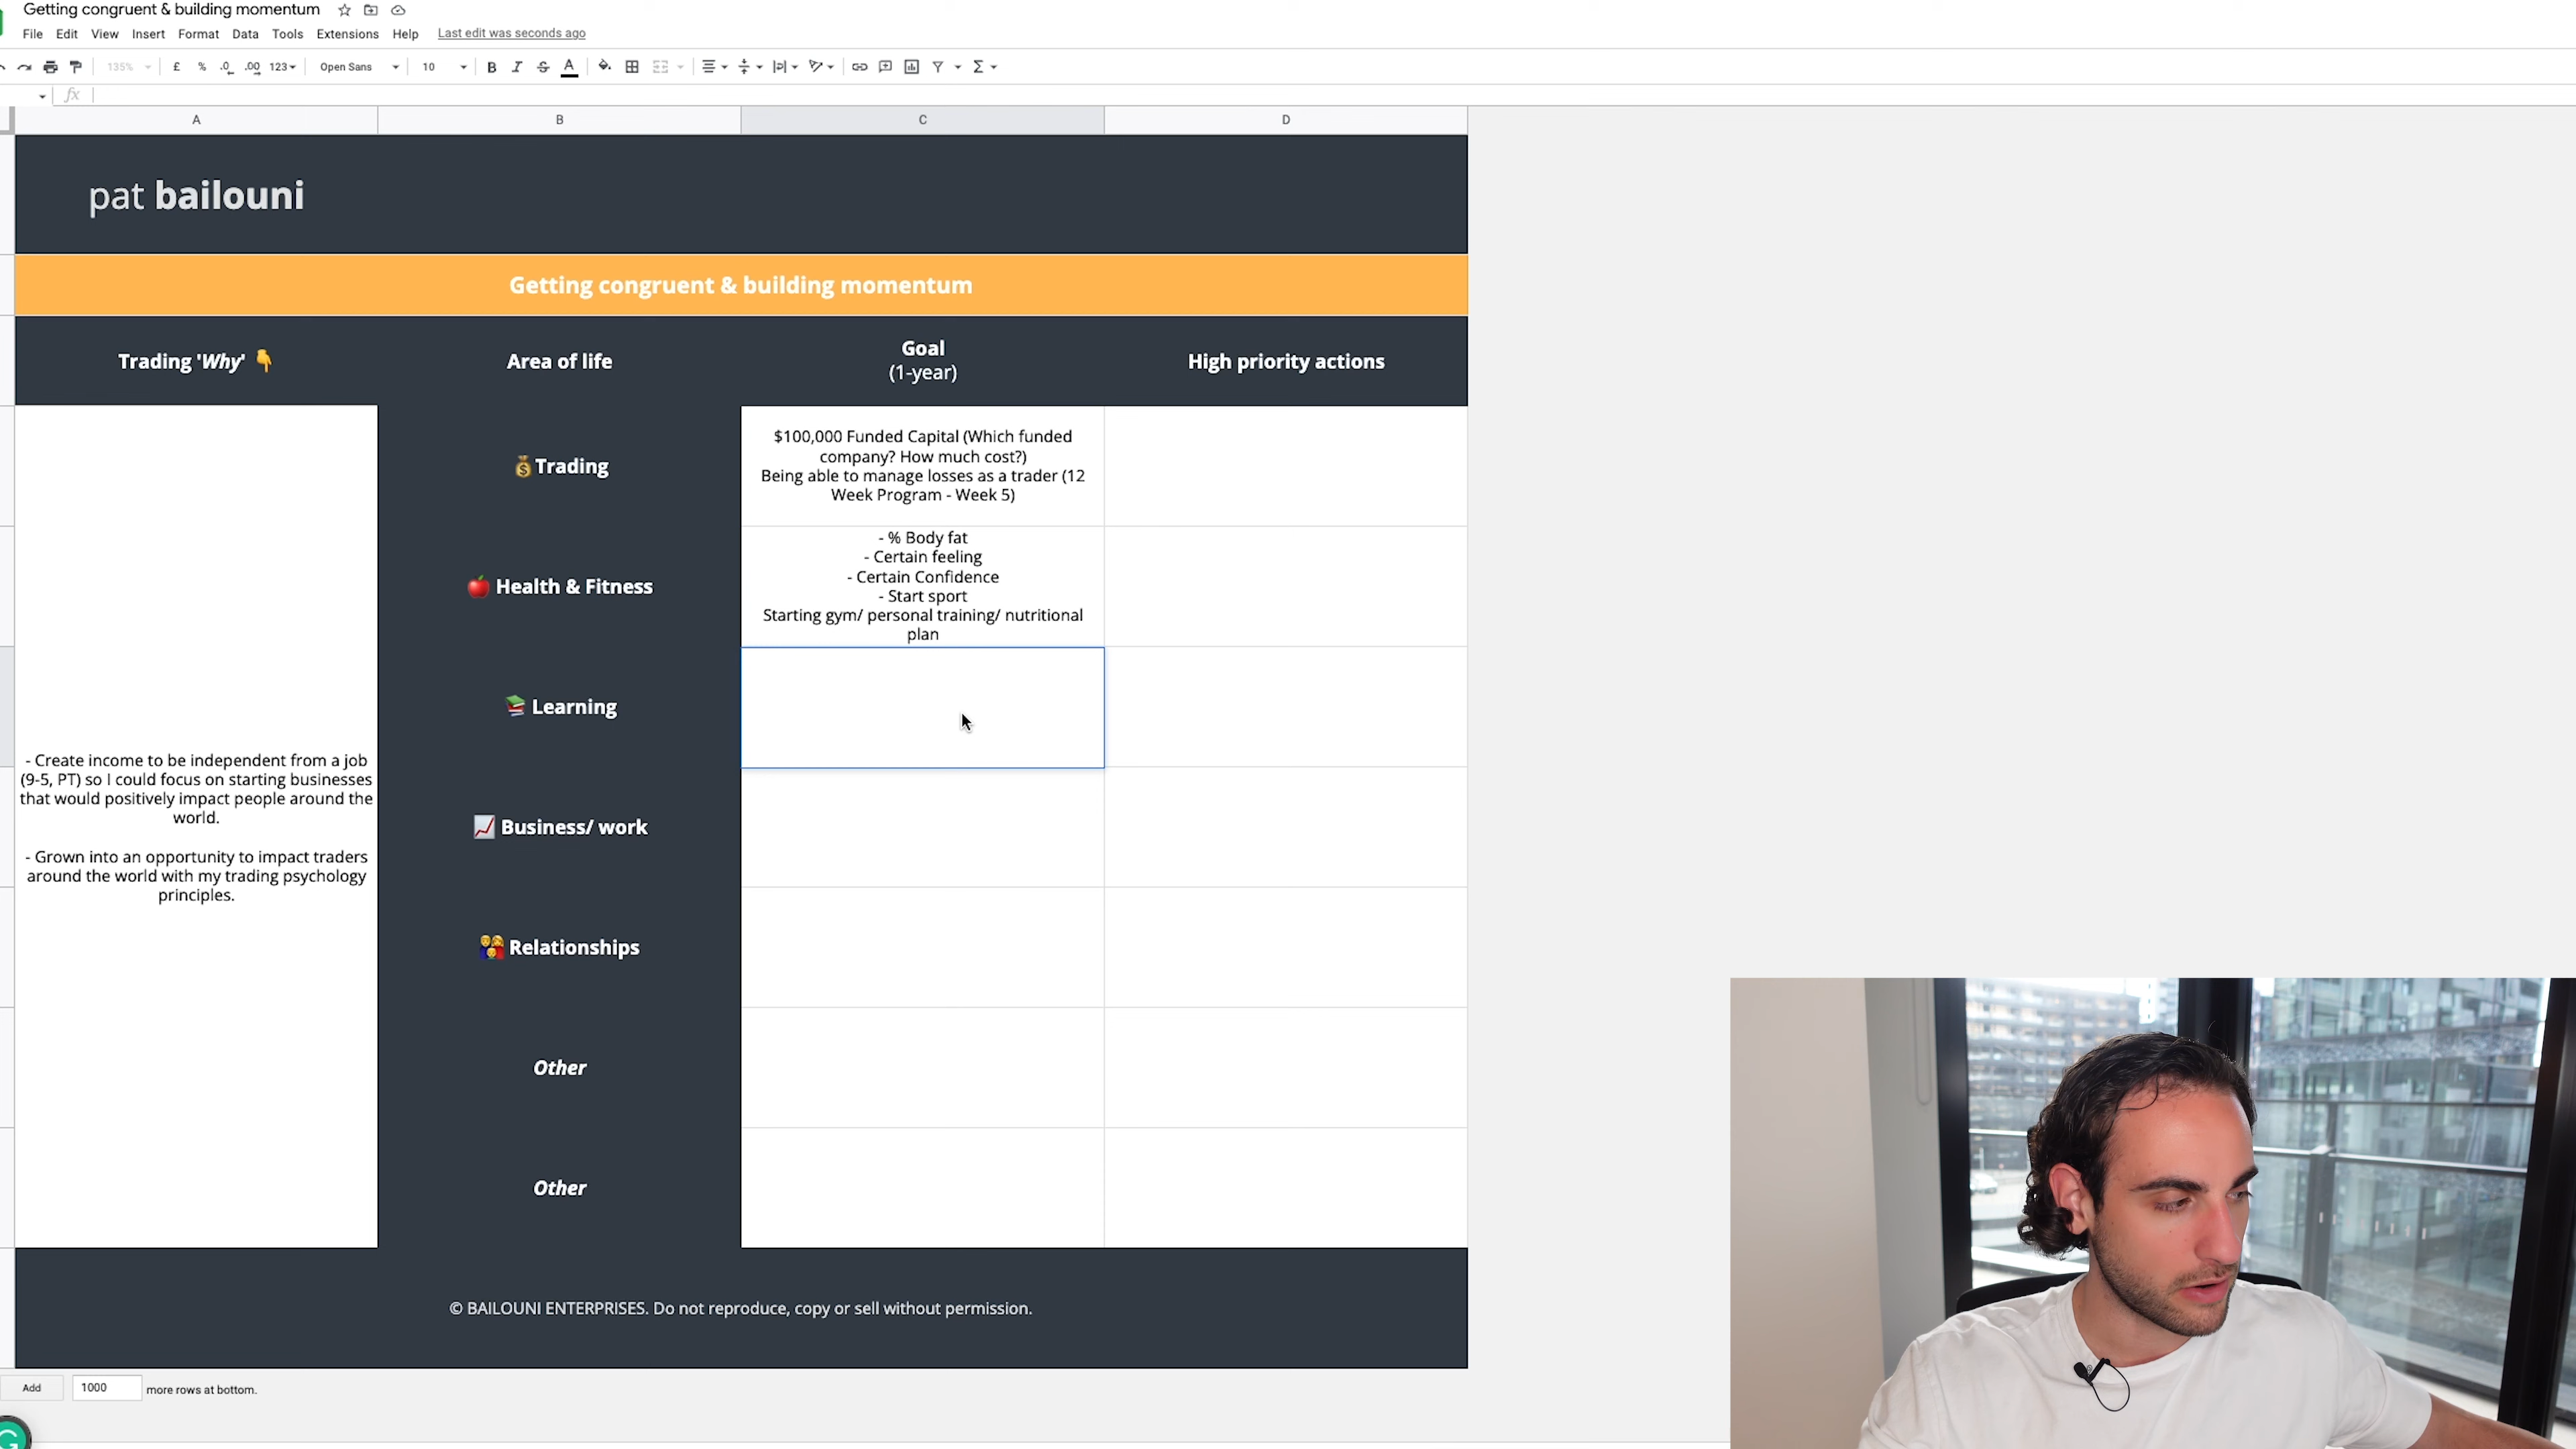 Getting congruent & building momentum
File Edit View Insert Format Data Tools Extensions Help Last edit was seconds ago
135% £ % .0 .00 123 Open Sans 10 B I S A
fx
A B C D
pat bailouni
Getting congruent & building momentum
Trading 'Why' 👇
Area of life
Goal
(1-year)
High priority actions
- Create income to be independent from a job
(9-5, PT) so I could focus on starting businesses
that would positively impact people around the
world.
- Grown into an opportunity to impact traders
around the world with my trading psychology
principles.
💰Trading
$100,000 Funded Capital (Which funded
company? How much cost?)
Being able to manage losses as a trader (12
Week Program - Week 5)
🍎 Health & Fitness
- % Body fat
- Certain feeling
- Certain Confidence
- Start sport
Starting gym/ personal training/ nutritional
plan
📚 Learning
📈 Business/ work
👨‍👩‍👦 Relationships
Other
Other
© BAILOUNI ENTERPRISES. Do not reproduce, copy or sell without permission.
Add 1000 more rows at bottom.